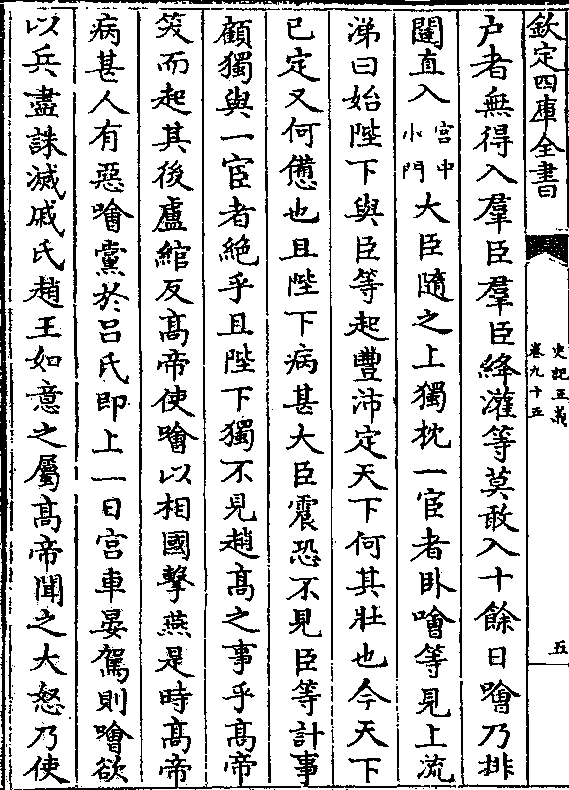 欽定四庫全書
史記正義
卷九十五
五
户者無得入羣臣羣臣絳灌等莫敢入十餘日噲乃排
闥直入宫中小門大臣隨之上獨枕一宦者卧噲等見上流
涕曰始陛下與臣等起豐沛定天下何其壯也今天下
已定又何憊也且陛下病甚大臣震恐不見臣等計事
顧獨與一宦者絶乎且陛下獨不見趙髙之事乎髙帝
笑而起其後盧綰反髙帝使噲以相國擊燕是時髙帝
病甚人有惡噲黨於吕氏即上一日宫車晏駕則噲欲
以兵盡誅滅戚氏趙王如意之屬髙帝聞之大怒乃使